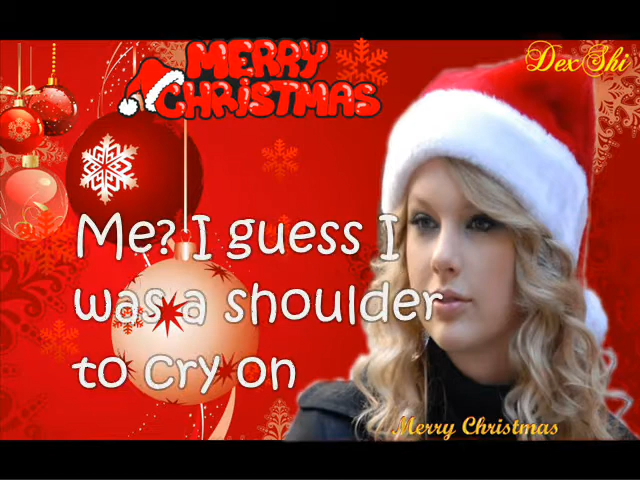 DexShi
MERRY
CHRISTMAS
Me? I guess I
was a shoulder
to cry on
Merry Christmas